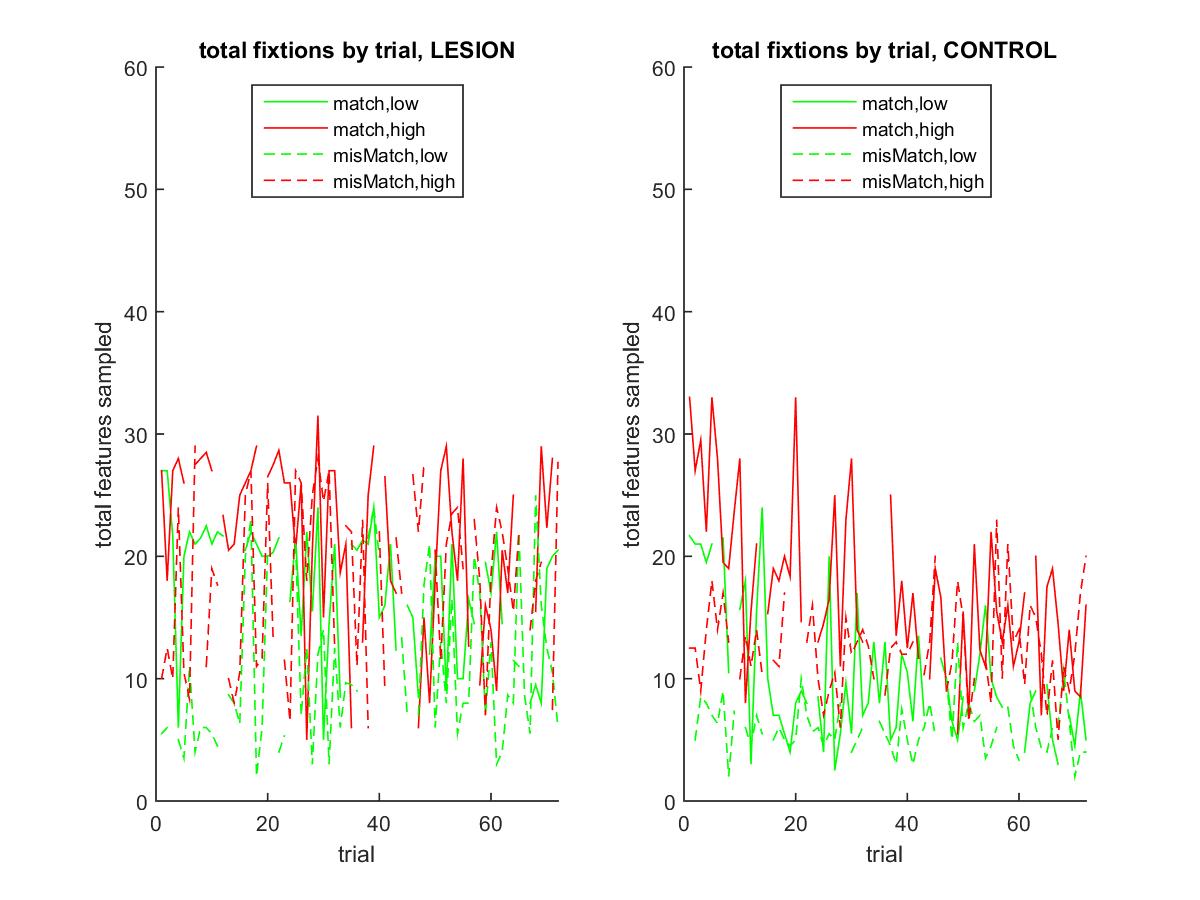 total fixtions by trial, LESION
match,low
match,high
misMatch,low
misMatch,high
60
50
40
30
20
10
0
total features sampled
0 20 40 60
trial
total fixtions by trial, CONTROL
match,low
match,high
misMatch,low
misMatch,high
60
50
40
30
20
10
0
total features sampled
0 20 40 60
trial